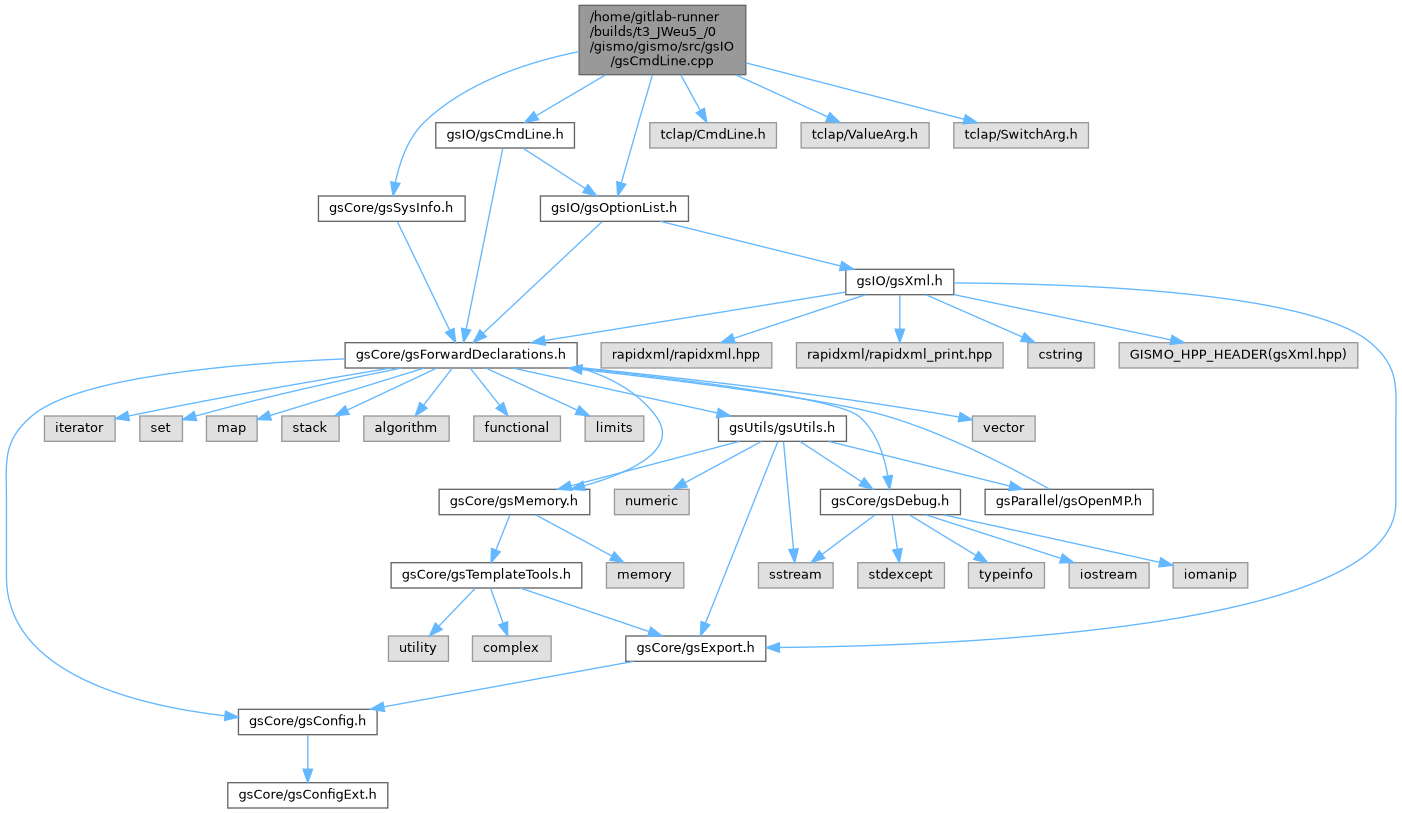 /home/gitlab-runner
/builds/t3_JWeu5_/0
/gismo/gismo/src/gsIO
/gsCmdLine.cpp
gsIO/gsCmdLine.h
tclap/CmdLine.h
tclap/ValueArg.h
tclap/SwitchArg.h
gsCore/gsSysInfo.h
gsIO/gsOptionList.h
gsIO/gsXml.h
gsCore/gsForwardDeclarations.h
rapidxml/rapidxml.hpp
rapidxml/rapidxml_print.hpp
cstring
GISMO_HPP_HEADER(gsXml.hpp)
iterator
set
map
stack
algorithm
functional
limits
gsUtils/gsUtils.h
vector
gsCore/gsMemory.h
numeric
gsCore/gsDebug.h
gsParallel/gsOpenMP.h
gsCore/gsTemplateTools.h
memory
sstream
stdexcept
typeinfo
iostream
iomanip
utility
complex
gsCore/gsExport.h
gsCore/gsConfig.h
gsCore/gsConfigExt.h